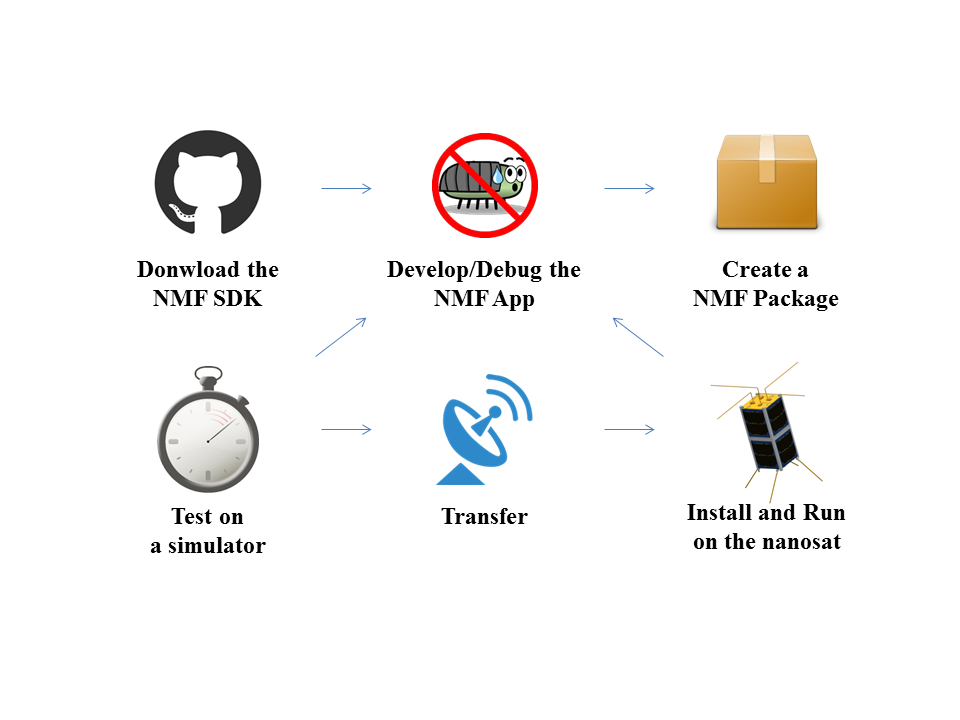 Donwload the
NMF SDK
Develop/Debug the
NMF App
Create a
NMF Package
Test on
a simulator
Transfer
Install and Run
on the nanosat